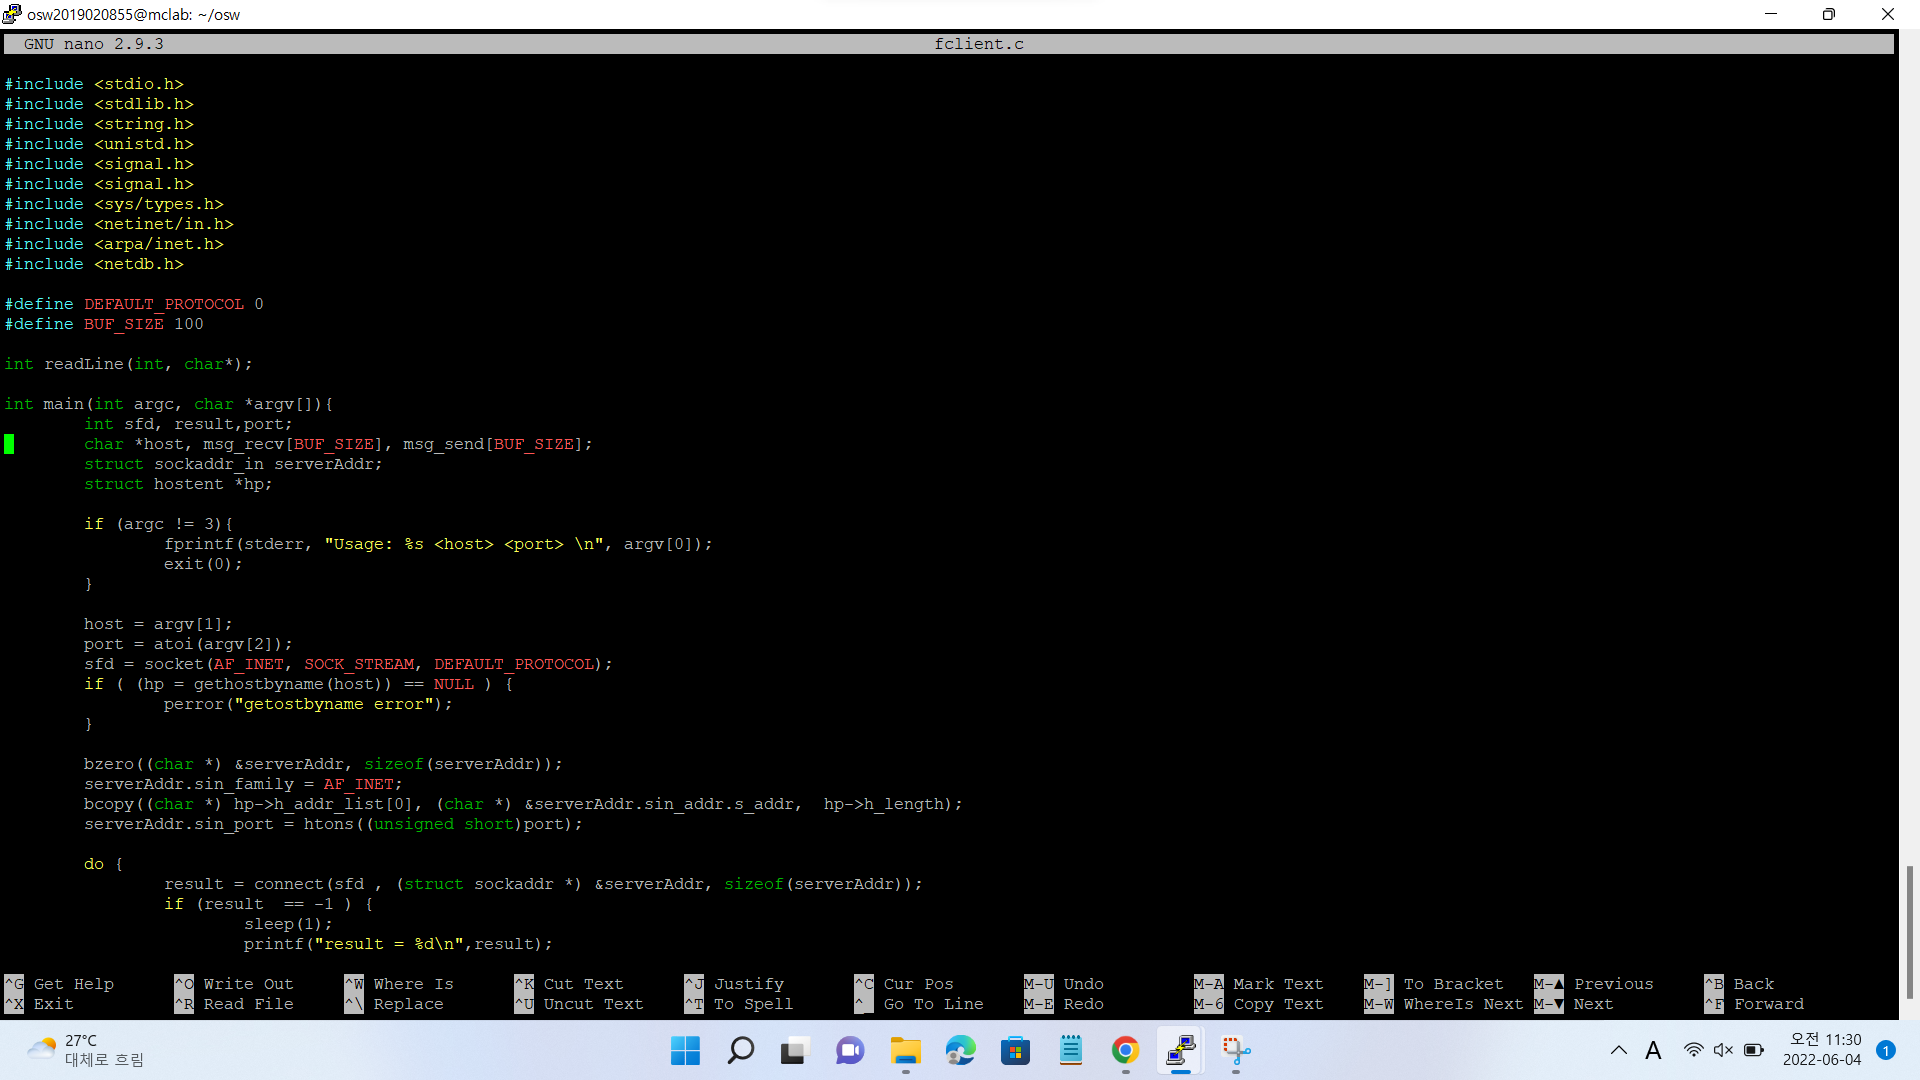 osw2019020855@mclab: ~/osw
GNU nano 2.9.3 fclient.c
#include <stdio.h>
#include <stdlib.h>
#include <string.h>
#include <unistd.h>
#include <signal.h>
#include <signal.h>
#include <sys/types.h>
#include <netinet/in.h>
#include <arpa/inet.h>
#include <netdb.h>
#define DEFAULT_PROTOCOL 0
#define BUF_SIZE 100
int readLine(int, char*);
int main(int argc, char *argv[]){
int sfd, result,port;
char *host, msg_recv[BUF_SIZE], msg_send[BUF_SIZE];
struct sockaddr_in serverAddr;
struct hostent *hp;
if (argc != 3){
fprintf(stderr, "Usage: %s <host> <port> \n", argv[0]);
exit(0);
}
host = argv[1];
port = atoi(argv[2]);
sfd = socket(AF_INET, SOCK_STREAM, DEFAULT_PROTOCOL);
if ( (hp = gethostbyname(host)) == NULL ) {
perror("getostbyname error");
}
bzero((char *) &serverAddr, sizeof(serverAddr));
serverAddr.sin_family = AF_INET;
bcopy((char *) hp->h_addr_list[0], (char *) &serverAddr.sin_addr.s_addr,  hp->h_length);
serverAddr.sin_port = htons((unsigned short)port);
do {
result = connect(sfd , (struct sockaddr *) &serverAddr, sizeof(serverAddr));
if (result  == -1 ) {
sleep(1);
printf("result = %d\n",result);
^G Get Help ^O Write Out ^W Where Is ^K Cut Text ^J Justify ^C Cur Pos M-U Undo M-A Mark Text M-] To Bracket M-▲ Previous ^B Back
^X Exit ^R Read File ^\ Replace ^U Uncut Text ^T To Spell ^_ Go To Line M-E Redo M-6 Copy Text M-W WhereIs Next M-▼ Next ^F Forward
27°C
대체로 흐림
A
오전 11:30
2022-06-04
1